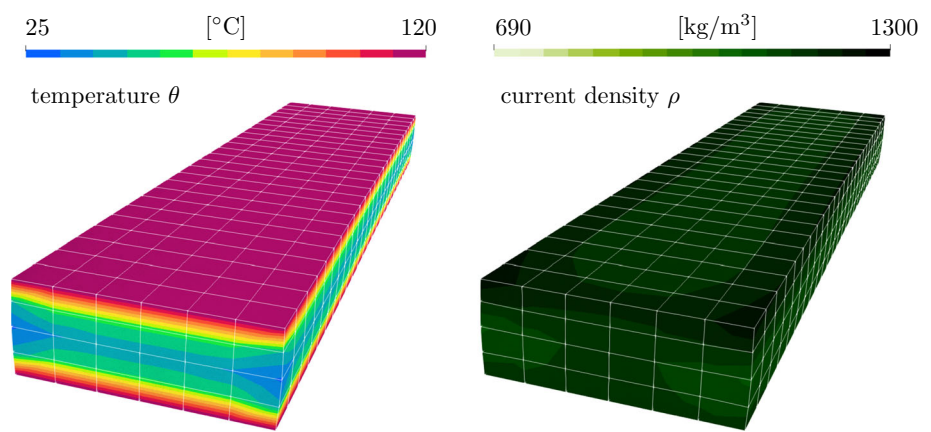 25 [°C] 120
690 [kg/m³] 1300
temperature θ
current density ρ